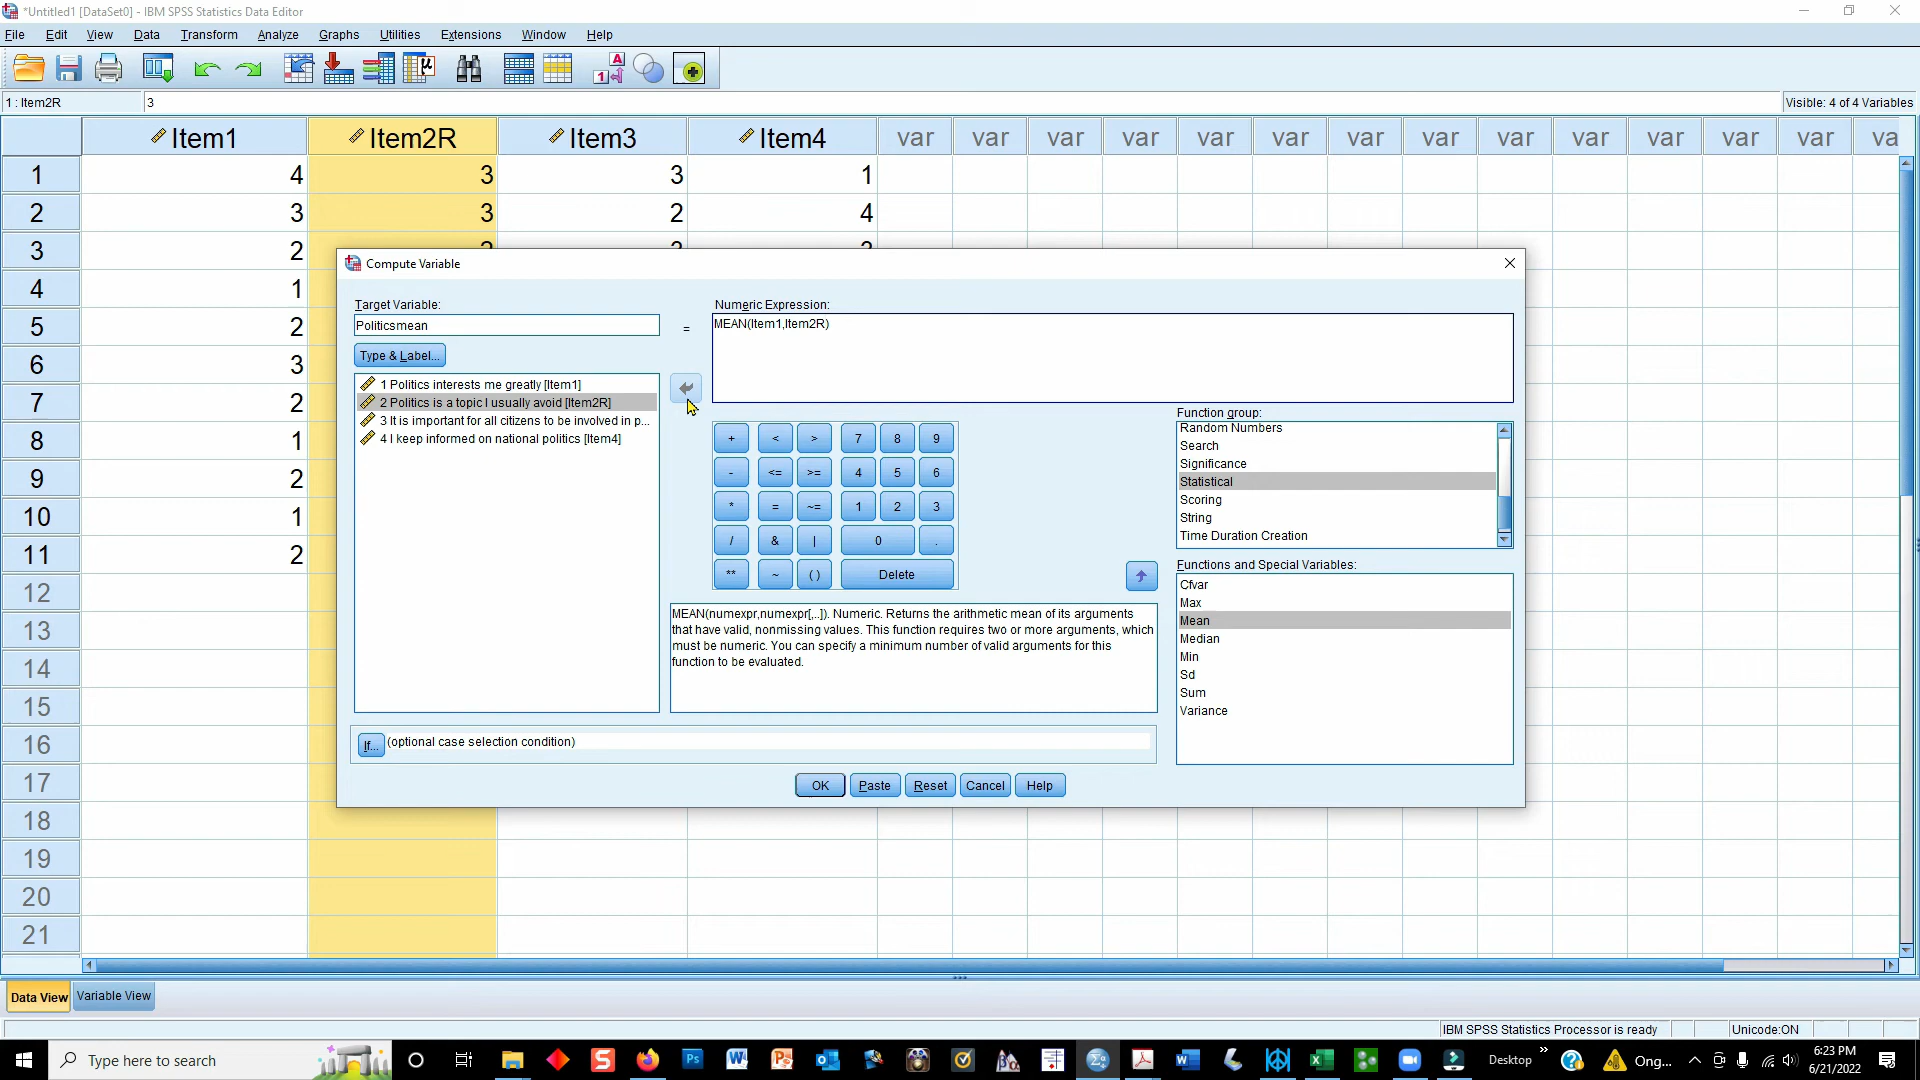 *Untitled1 [DataSet0] - IBM SPSS Statistics Data Editor
File Edit View Data Transform Analyze Graphs Utilities Extensions Window Help
1 : Item2R 3 Visible: 4 of 4 Variables
Item1 Item2R Item3 Item4 var var var var var var var var var var var var var va
1 4 3 3 1
2 3 3 2 4
3 2
4 1
5 2
6 3
7 2
8 1
9 2
10 1
11 2
12
13
14
15
16
17
18
19
20
21
Compute Variable
Target Variable:
Politicsmean
=
Numeric Expression:
MEAN(Item1,Item2R)
Type & Label...
1 Politics interests me greatly [Item1]
2 Politics is a topic I usually avoid [Item2R]
3 It is important for all citizens to be involved in p...
4 I keep informed on national politics [Item4]
+ < > 7 8 9
- <= >= 4 5 6
* = ~= 1 2 3
/ & | 0 .
** ~ ( ) Delete
Function group:
Random Numbers
Search
Significance
Statistical
Scoring
String
Time Duration Creation
Functions and Special Variables:
Cfvar
Max
Mean
Median
Min
Sd
Sum
Variance
MEAN(numexpr,numexpr[,..]). Numeric. Returns the arithmetic mean of its arguments
that have valid, nonmissing values. This function requires two or more arguments, which
must be numeric. You can specify a minimum number of valid arguments for this
function to be evaluated.
If... (optional case selection condition)
OK Paste Reset Cancel Help
Data View Variable View
IBM SPSS Statistics Processor is ready Unicode:ON
Type here to search
Desktop
Ong...
6:23 PM
6/21/2022